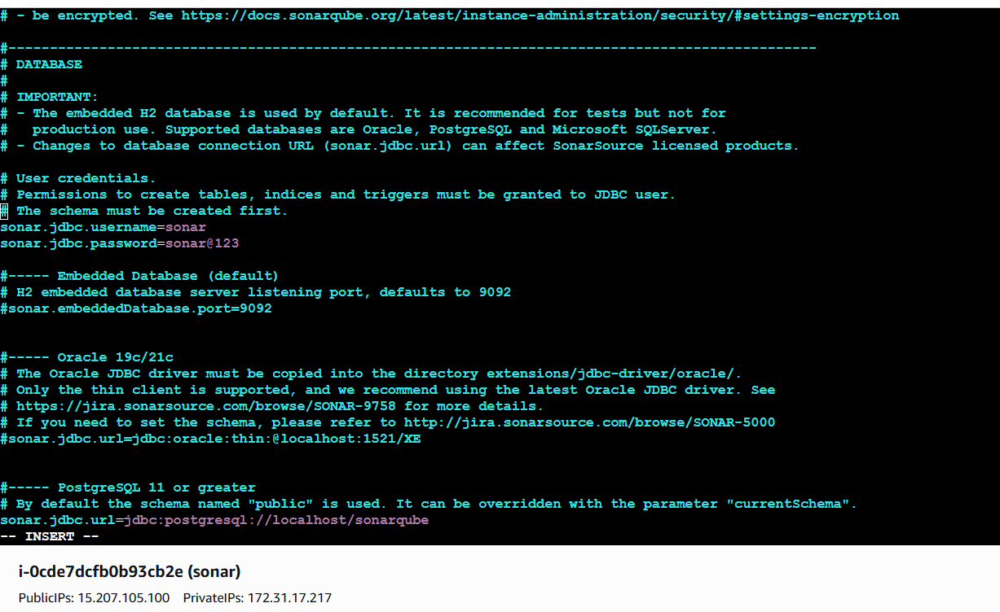 # - be encrypted. See https://docs.sonarqube.org/latest/instance-administration/security/#settings-encryption
#--------------------------------------------------------------------------------------------------
# DATABASE
#
# IMPORTANT:
# - The embedded H2 database is used by default. It is recommended for tests but not for
#   production use. Supported databases are Oracle, PostgreSQL and Microsoft SQLServer.
# - Changes to database connection URL (sonar.jdbc.url) can affect SonarSource licensed products.
# User credentials.
# Permissions to create tables, indices and triggers must be granted to JDBC user.
# The schema must be created first.
sonar.jdbc.username=sonar
sonar.jdbc.password=sonar@123
#----- Embedded Database (default)
# H2 embedded database server listening port, defaults to 9092
#sonar.embeddedDatabase.port=9092
#----- Oracle 19c/21c
# The Oracle JDBC driver must be copied into the directory extensions/jdbc-driver/oracle/.
# Only the thin client is supported, and we recommend using the latest Oracle JDBC driver. See
# https://jira.sonarsource.com/browse/SONAR-9758 for more details.
# If you need to set the schema, please refer to http://jira.sonarsource.com/browse/SONAR-5000
#sonar.jdbc.url=jdbc:oracle:thin:@localhost:1521/XE
#----- PostgreSQL 11 or greater
# By default the schema named "public" is used. It can be overridden with the parameter "currentSchema".
sonar.jdbc.url=jdbc:postgresql://localhost/sonarqube
-- INSERT --
i-0cde7dcfb0b93cb2e (sonar)
PublicIPs: 15.207.105.100 PrivateIPs: 172.31.17.217